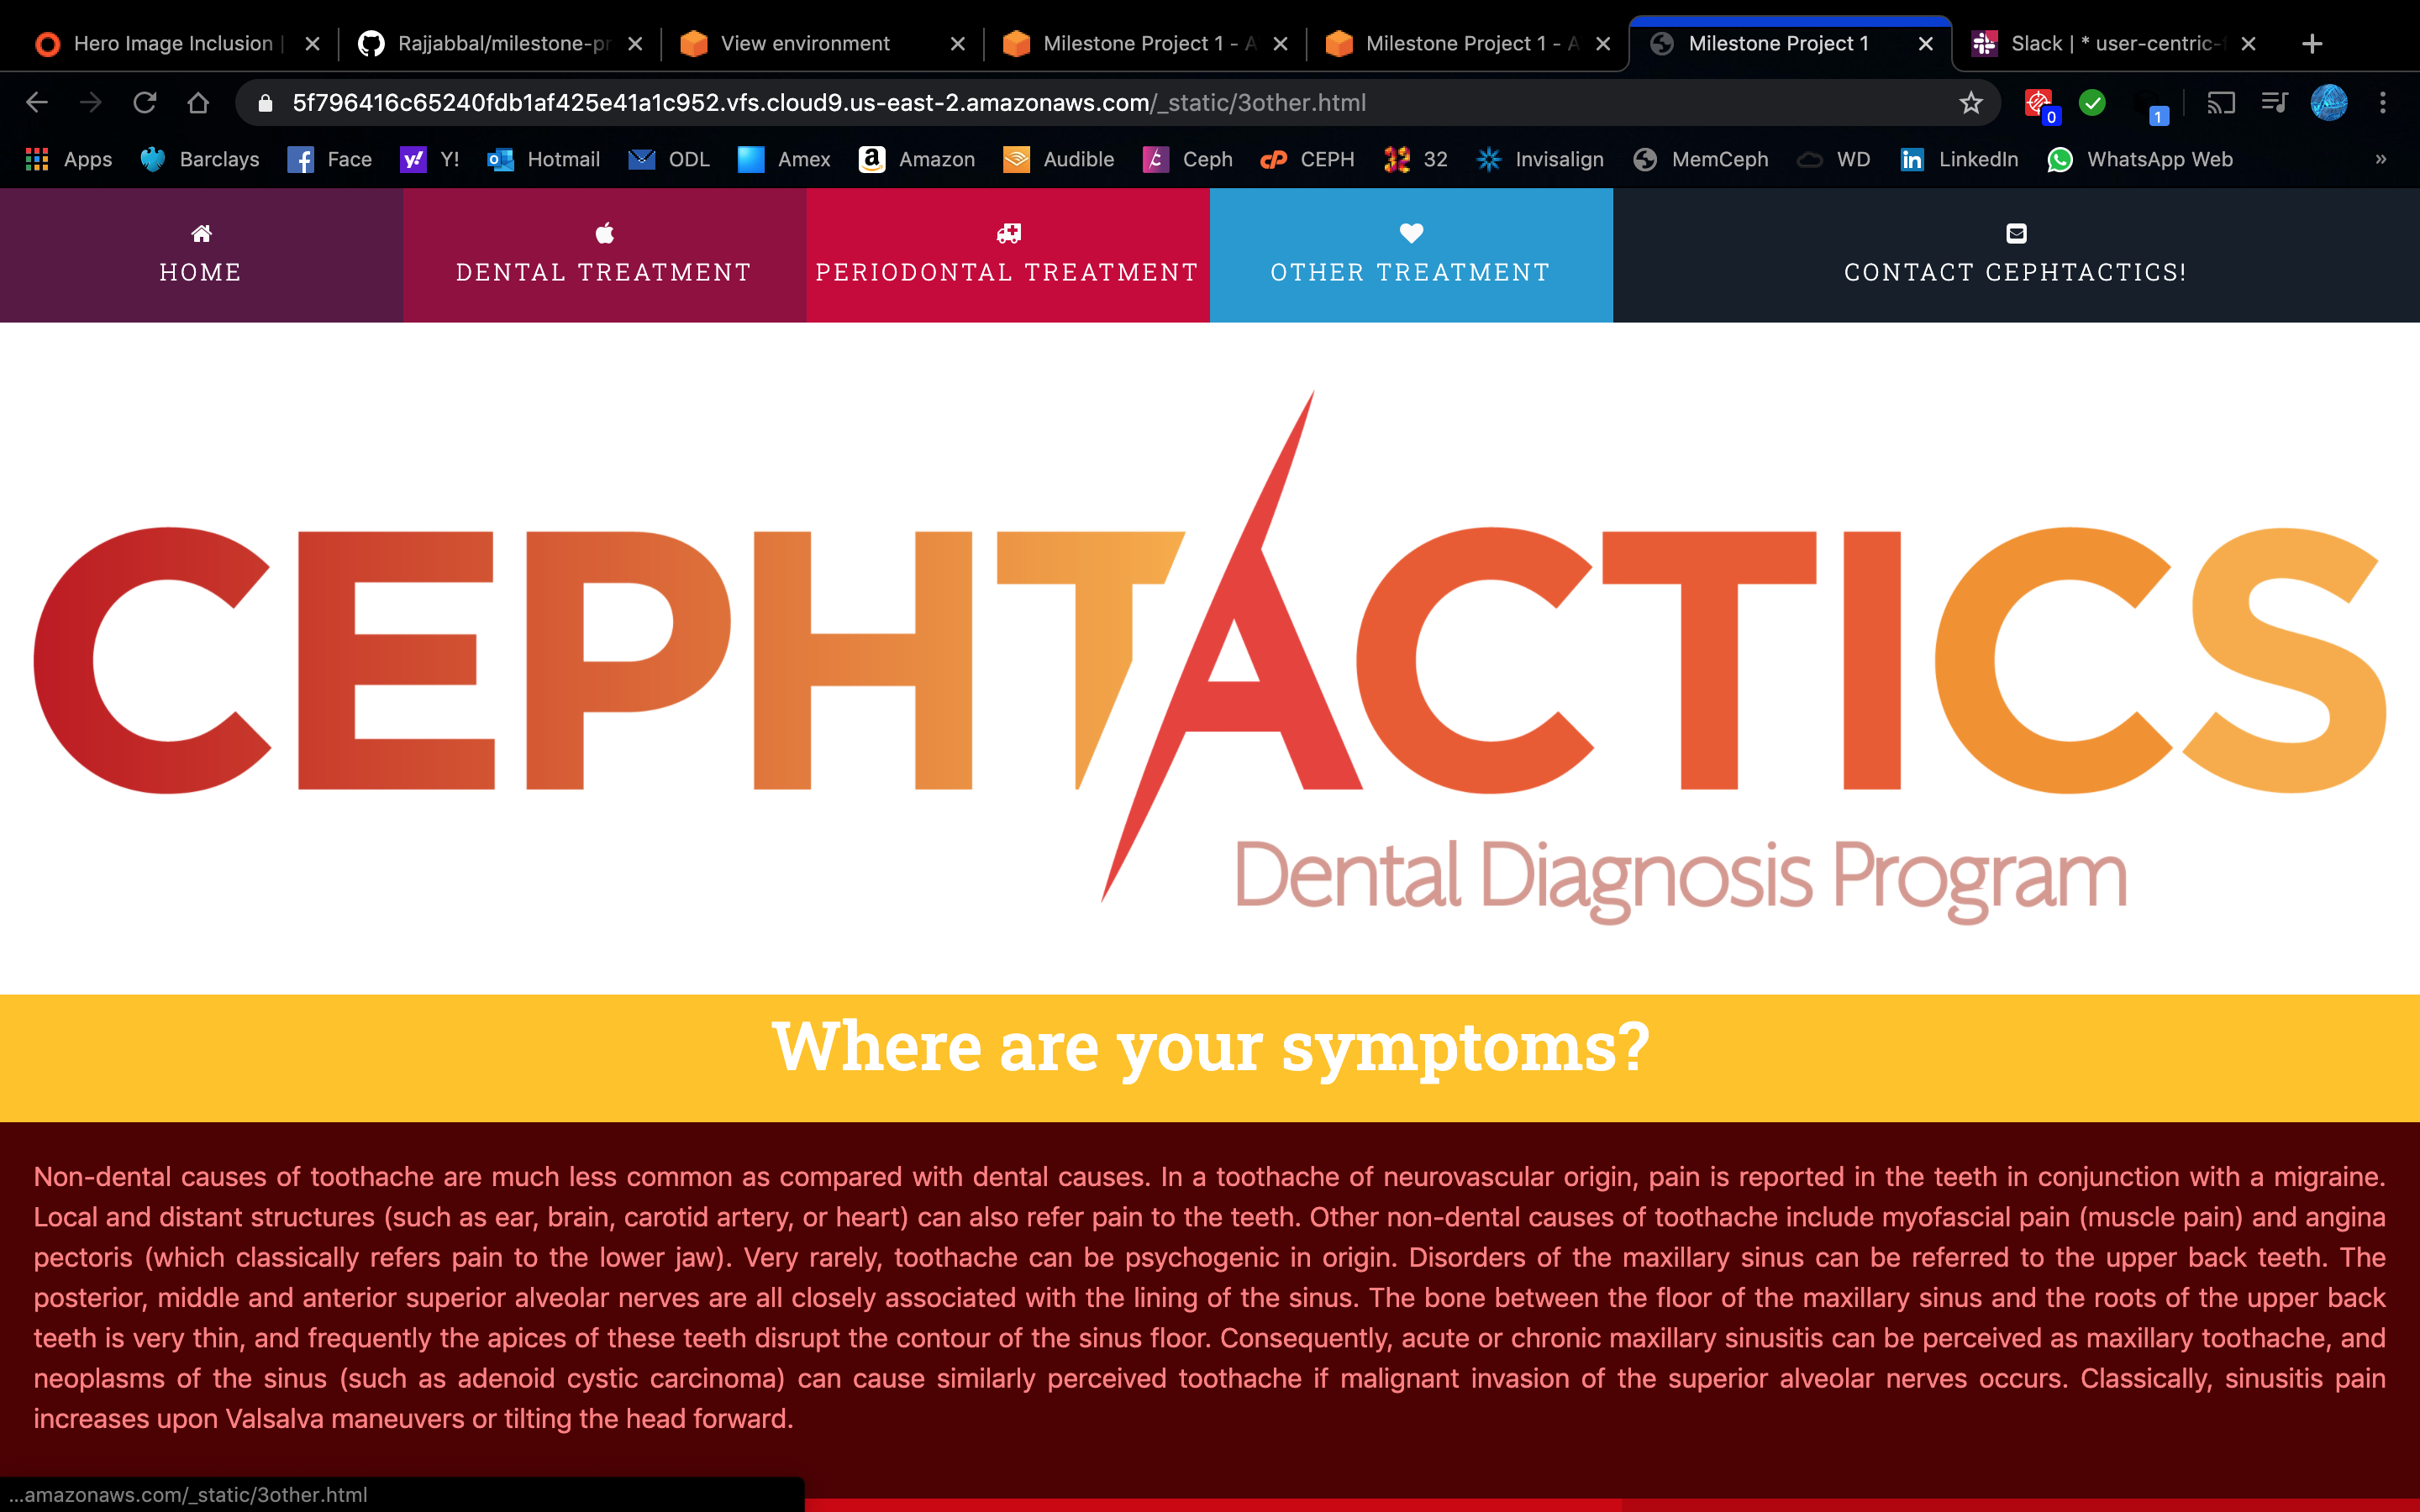 Hero Image Inclusion |
Rajjabbal/milestone-pr
View environment
Milestone Project 1 - A
Milestone Project 1 - A
Milestone Project 1
Slack | * user-centric-f
5f796416c65240fdb1af425e41a1c952.vfs.cloud9.us-east-2.amazonaws.com/_static/3other.html
0
1
Apps
Barclays
Face
Y!
Hotmail
ODL
Amex
Amazon
Audible
Ceph
CEPH
32
Invisalign
MemCeph
WD
LinkedIn
WhatsApp Web
»
HOME
DENTAL TREATMENT
PERIODONTAL TREATMENT
OTHER TREATMENT
CONTACT CEPHTACTICS!
CEPHTACTICS
Dental Diagnosis Program
Where are your symptoms?
Non-dental causes of toothache are much less common as compared with dental causes. In a toothache of neurovascular origin, pain is reported in the teeth in conjunction with a migraine.
Local and distant structures (such as ear, brain, carotid artery, or heart) can also refer pain to the teeth. Other non-dental causes of toothache include myofascial pain (muscle pain) and angina
pectoris (which classically refers pain to the lower jaw). Very rarely, toothache can be psychogenic in origin. Disorders of the maxillary sinus can be referred to the upper back teeth. The
posterior, middle and anterior superior alveolar nerves are all closely associated with the lining of the sinus. The bone between the floor of the maxillary sinus and the roots of the upper back
teeth is very thin, and frequently the apices of these teeth disrupt the contour of the sinus floor. Consequently, acute or chronic maxillary sinusitis can be perceived as maxillary toothache, and
neoplasms of the sinus (such as adenoid cystic carcinoma) can cause similarly perceived toothache if malignant invasion of the superior alveolar nerves occurs. Classically, sinusitis pain
increases upon Valsalva maneuvers or tilting the head forward.
...amazonaws.com/_static/3other.html